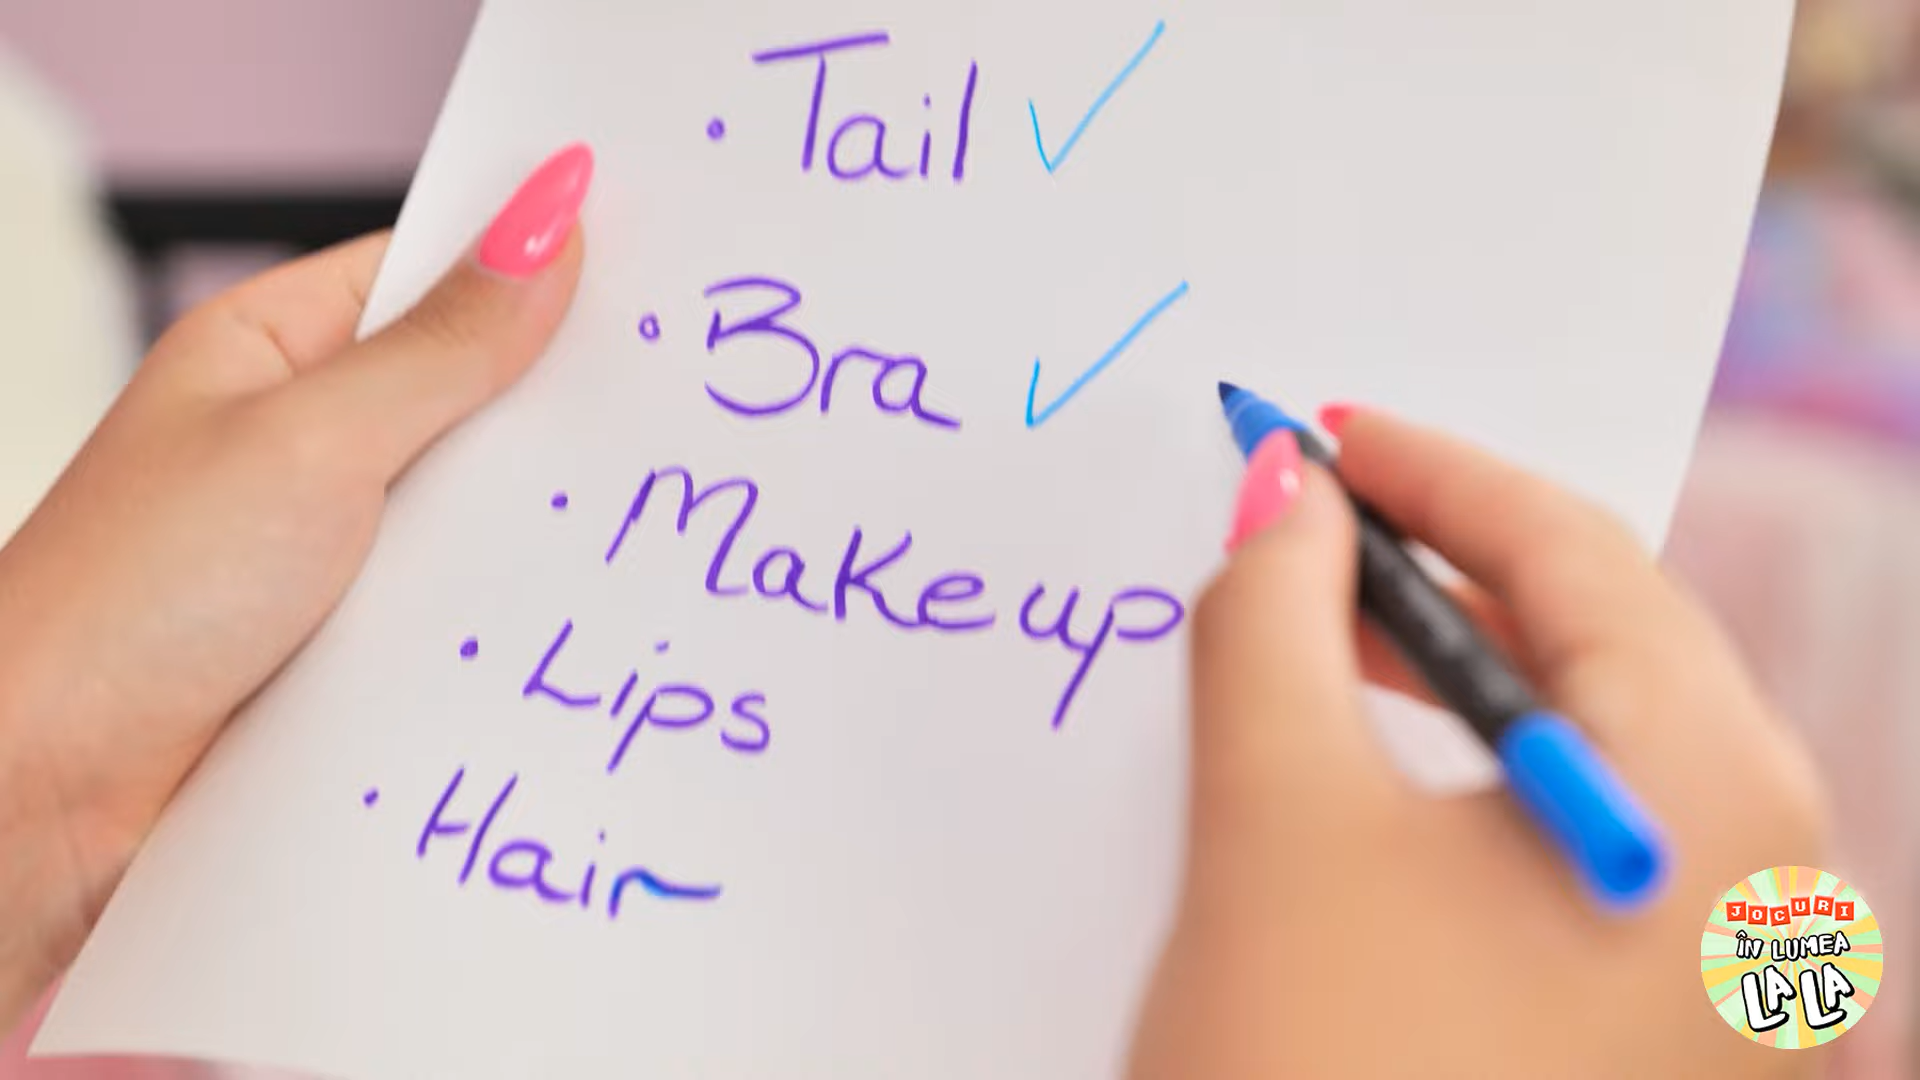 • Tail ✓
• Bra ✓
• Makeup
• Lips
• Hair
JOCURI
ÎN LUMEA
LA LA